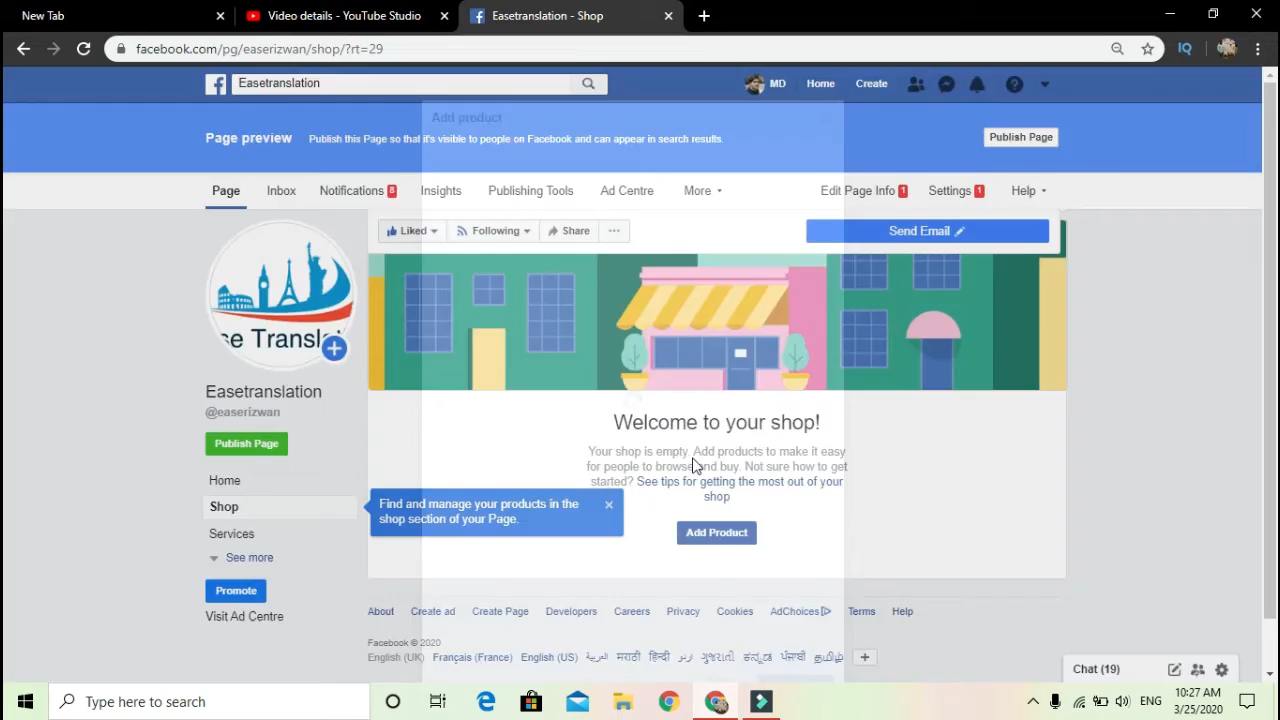 New Tab
Video details - YouTube Studio
Easetranslation - Shop
facebook.com/pg/easerizwan/shop/?rt=29
IQ
Easetranslation
MD
Home
Create
Add product
Page preview
Publish this Page so that it's visible to people on Facebook and can appear in search results.
Publish Page
Page
Inbox
Notifications 8
Insights
Publishing Tools
Ad Centre
More
Edit Page Info 1
Settings 1
Help
Liked
Following
Share
Send Email
se Transl
Easetranslation
@easerizwan
Publish Page
Home
Shop
Services
See more
Promote
Visit Ad Centre
Welcome to your shop!
Your shop is empty. Add products to make it easy
for people to browse and buy. Not sure how to get
started? See tips for getting the most out of your
shop
Find and manage your products in the
shop section of your Page.
Add Product
About
Create ad
Create Page
Developers
Careers
Privacy
Cookies
AdChoices
Terms
Help
Facebook © 2020
English (UK)
Français (France)
English (US)
العربية
मराठी
हिन्दी
اردو
ગુજરાતી
ಕನ್ನಡ
ਪੰਜਾਬੀ
தமிழ்
Chat (19)
Type here to search
ENG
10:27 AM
3/25/2020